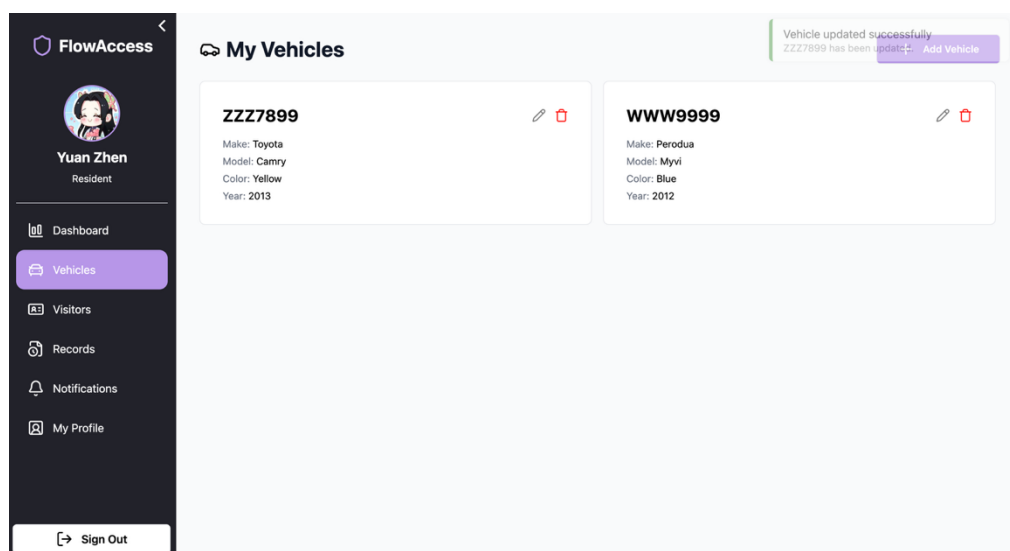 FlowAccess
Yuan Zhen
Resident
Dashboard
Vehicles
Visitors
Records
Notifications
My Profile
Sign Out
My Vehicles
Vehicle updated successfully
ZZZ7899 has been updated.
Add Vehicle
ZZZ7899
Make: Toyota
Model: Camry
Color: Yellow
Year: 2013
WWW9999
Make: Perodua
Model: Myvi
Color: Blue
Year: 2012